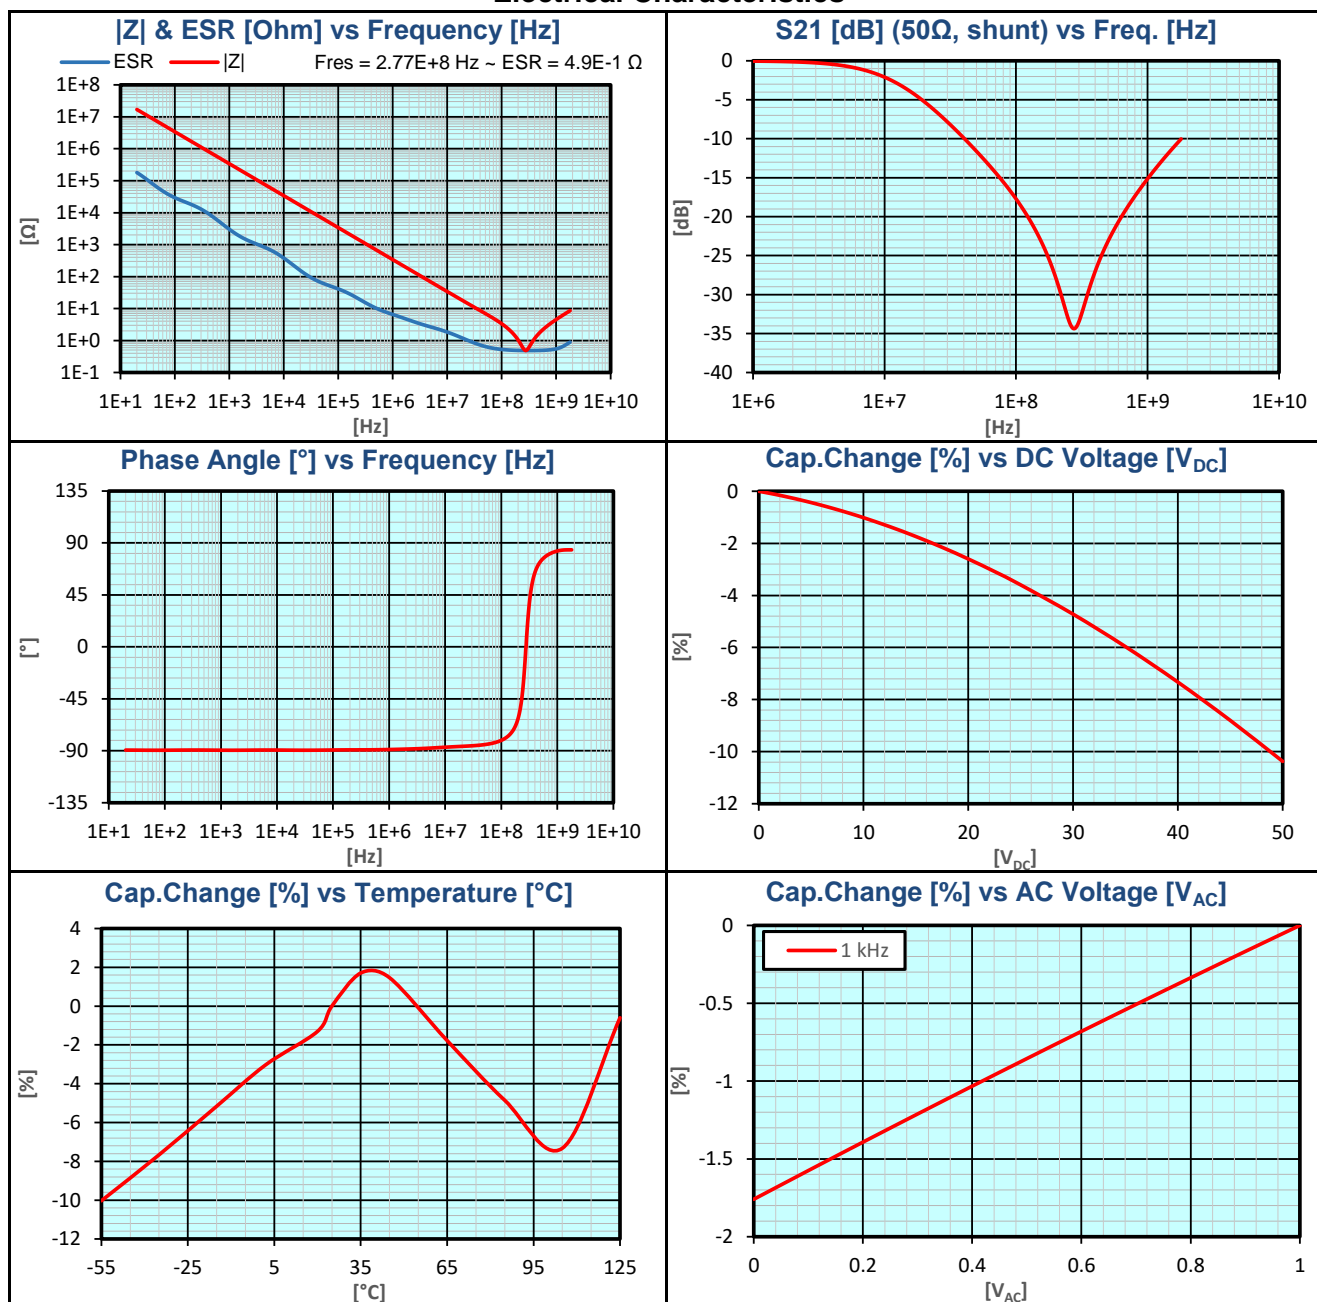 |Z| & ESR [Ohm] vs Frequency [Hz]
ESR |Z| Fres = 2.77E+8 Hz ~ ESR = 4.9E-1 Ω
1E+8
1E+7
1E+6
1E+5
1E+4
1E+3
1E+2
1E+1
1E+0
1E-1
[Ω]
1E+1 1E+2 1E+3 1E+4 1E+5 1E+6 1E+7 1E+8 1E+9 1E+10
[Hz]
S21 [dB] (50Ω, shunt) vs Freq. [Hz]
0
-5
-10
-15
-20
-25
-30
-35
-40
[dB]
1E+6 1E+7 1E+8 1E+9 1E+10
[Hz]
Phase Angle [°] vs Frequency [Hz]
135
90
45
0
-45
-90
-135
[°]
1E+1 1E+2 1E+3 1E+4 1E+5 1E+6 1E+7 1E+8 1E+9 1E+10
[Hz]
Cap.Change [%] vs DC Voltage [VDC]
0
-2
-4
-6
-8
-10
-12
[%]
0 10 20 30 40 50
[VDC]
Cap.Change [%] vs Temperature [°C]
4
2
0
-2
-4
-6
-8
-10
-12
[%]
-55 -25 5 35 65 95 125
[°C]
Cap.Change [%] vs AC Voltage [VAC]
1 kHz
0
-0.5
-1
-1.5
-2
[%]
0 0.2 0.4 0.6 0.8 1
[VAC]